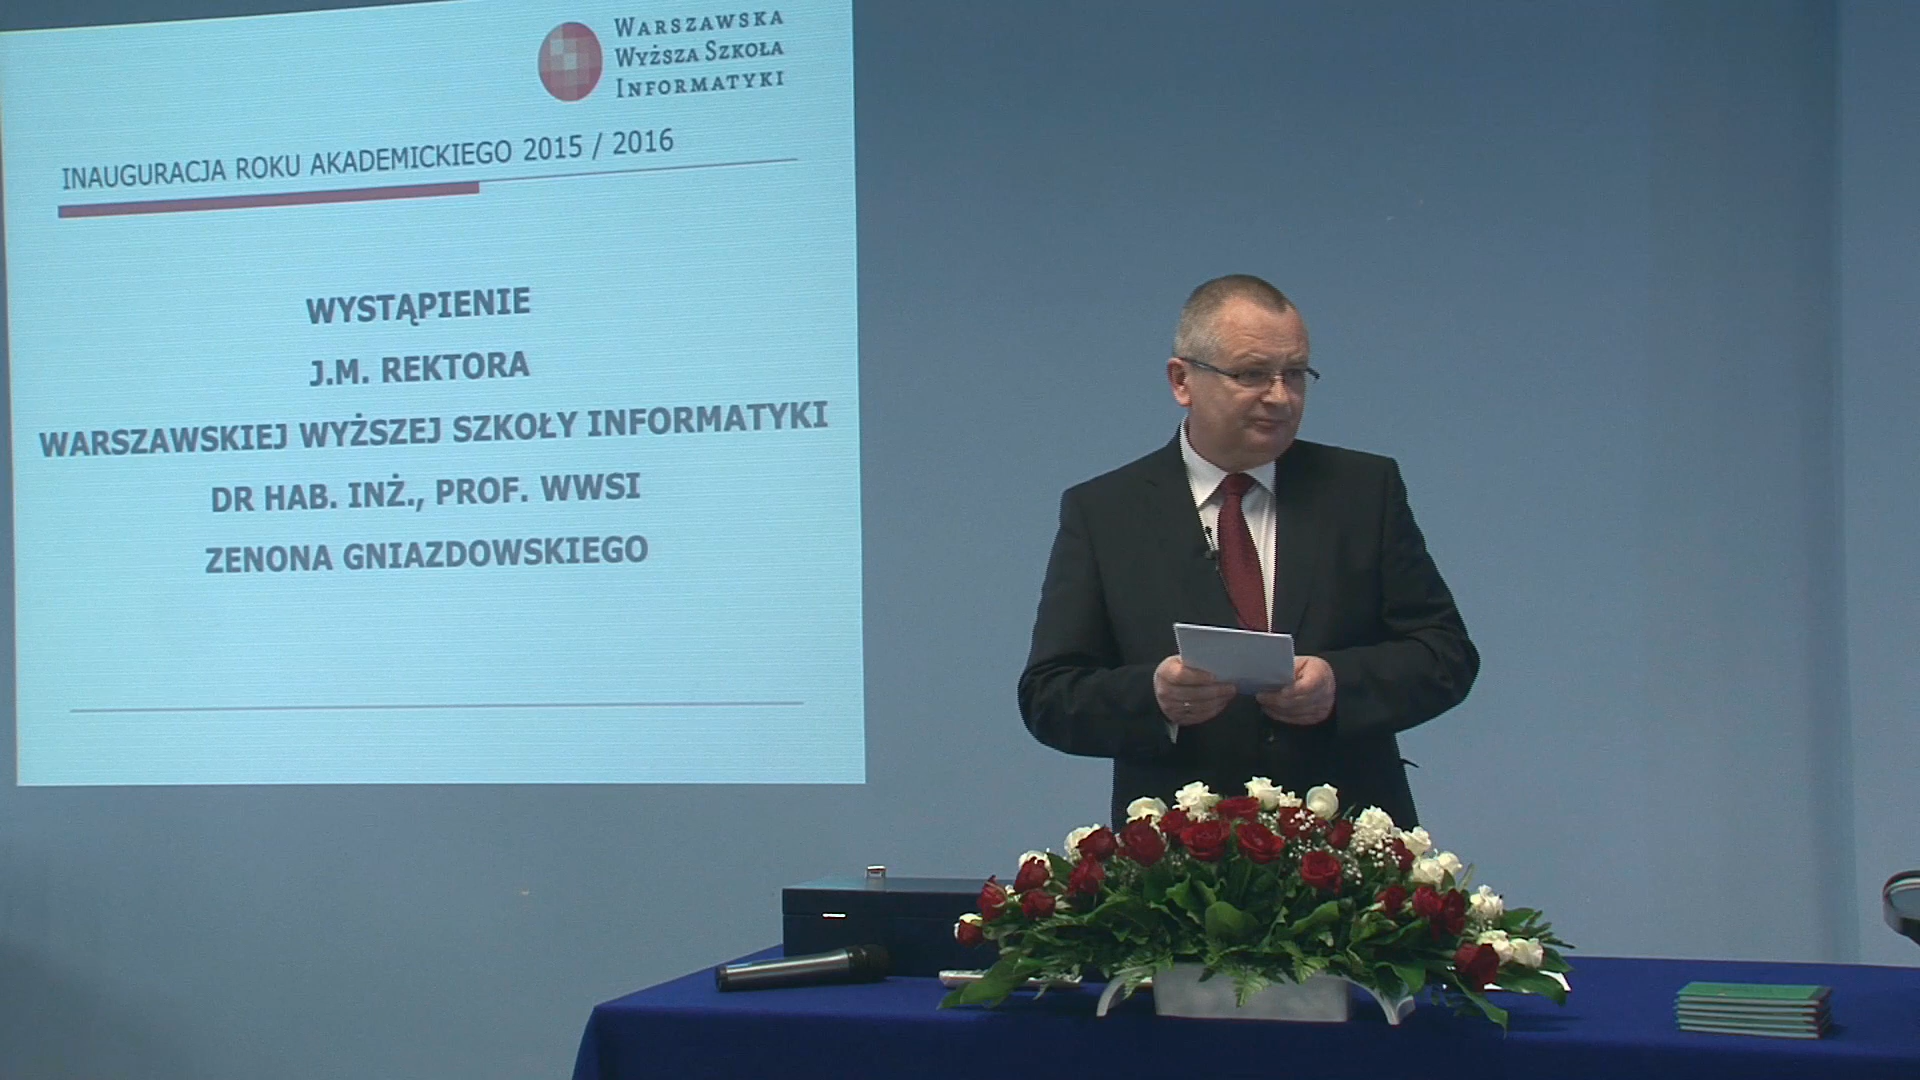 WARSZAWSKA
WYŻSZA SZKOŁA
INFORMATYKI
INAUGURACJA ROKU AKADEMICKIEGO 2015 / 2016
WYSTĄPIENIE
J.M. REKTORA
WARSZAWSKIEJ WYŻSZEJ SZKOŁY INFORMATYKI
DR HAB. INŻ., PROF. WWSI
ZENONA GNIAZDOWSKIEGO